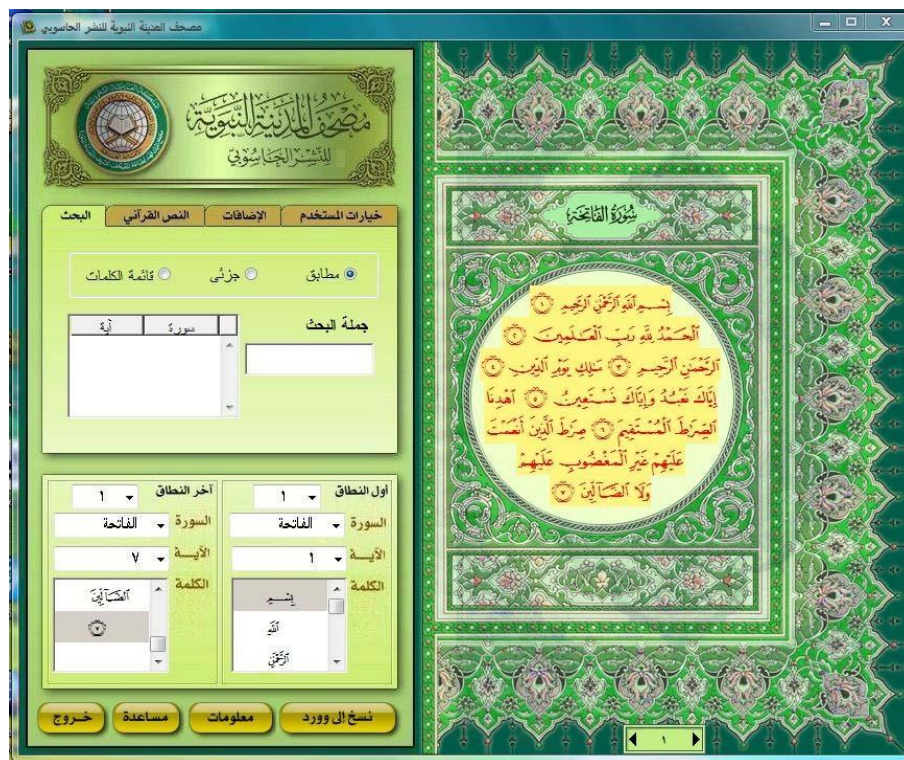 مصحف المدينة النبوية للنشر الحاسوبي
مصحف المدينة النبوية
للنشر الحاسوبي
خيارات المستخدم
الإضافات
النص القرآني
البحث
مطابق
جزئى
قائمة الكلمات
جملة البحث
سورة
آية
أول النطاق
١
السورة
الفاتحة
الآيـــة
١
الكلمة
بِسْمِ
ٱللَّهِ
ٱلرَّحْمَٰنِ
آخر النطاق
١
السورة
الفاتحة
الآيـــة
٧
الكلمة
ٱلضَّآلِّينَ
٧
نسخ إلى وورد
معلومات
مساعدة
خـروج
سُورَةُ الفَاتِحَةِ
بِسْمِ ٱللَّهِ ٱلرَّحْمَٰنِ ٱلرَّحِيمِ ١
ٱلْحَمْدُ لِلَّهِ رَبِّ ٱلْعَٰلَمِينَ ٢
ٱلرَّحْمَٰنِ ٱلرَّحِيمِ ٣ مَٰلِكِ يَوْمِ ٱلدِّينِ ٤
إِيَّاكَ نَعْبُدُ وَإِيَّاكَ نَسْتَعِينُ ٥ ٱهْدِنَا
ٱلصِّرَٰطَ ٱلْمُسْتَقِيمَ ٦ صِرَٰطَ ٱلَّذِينَ أَنْعَمْتَ
عَلَيْهِمْ غَيْرِ ٱلْمَغْضُوبِ عَلَيْهِمْ
وَلَا ٱلضَّآلِّينَ ٧
١